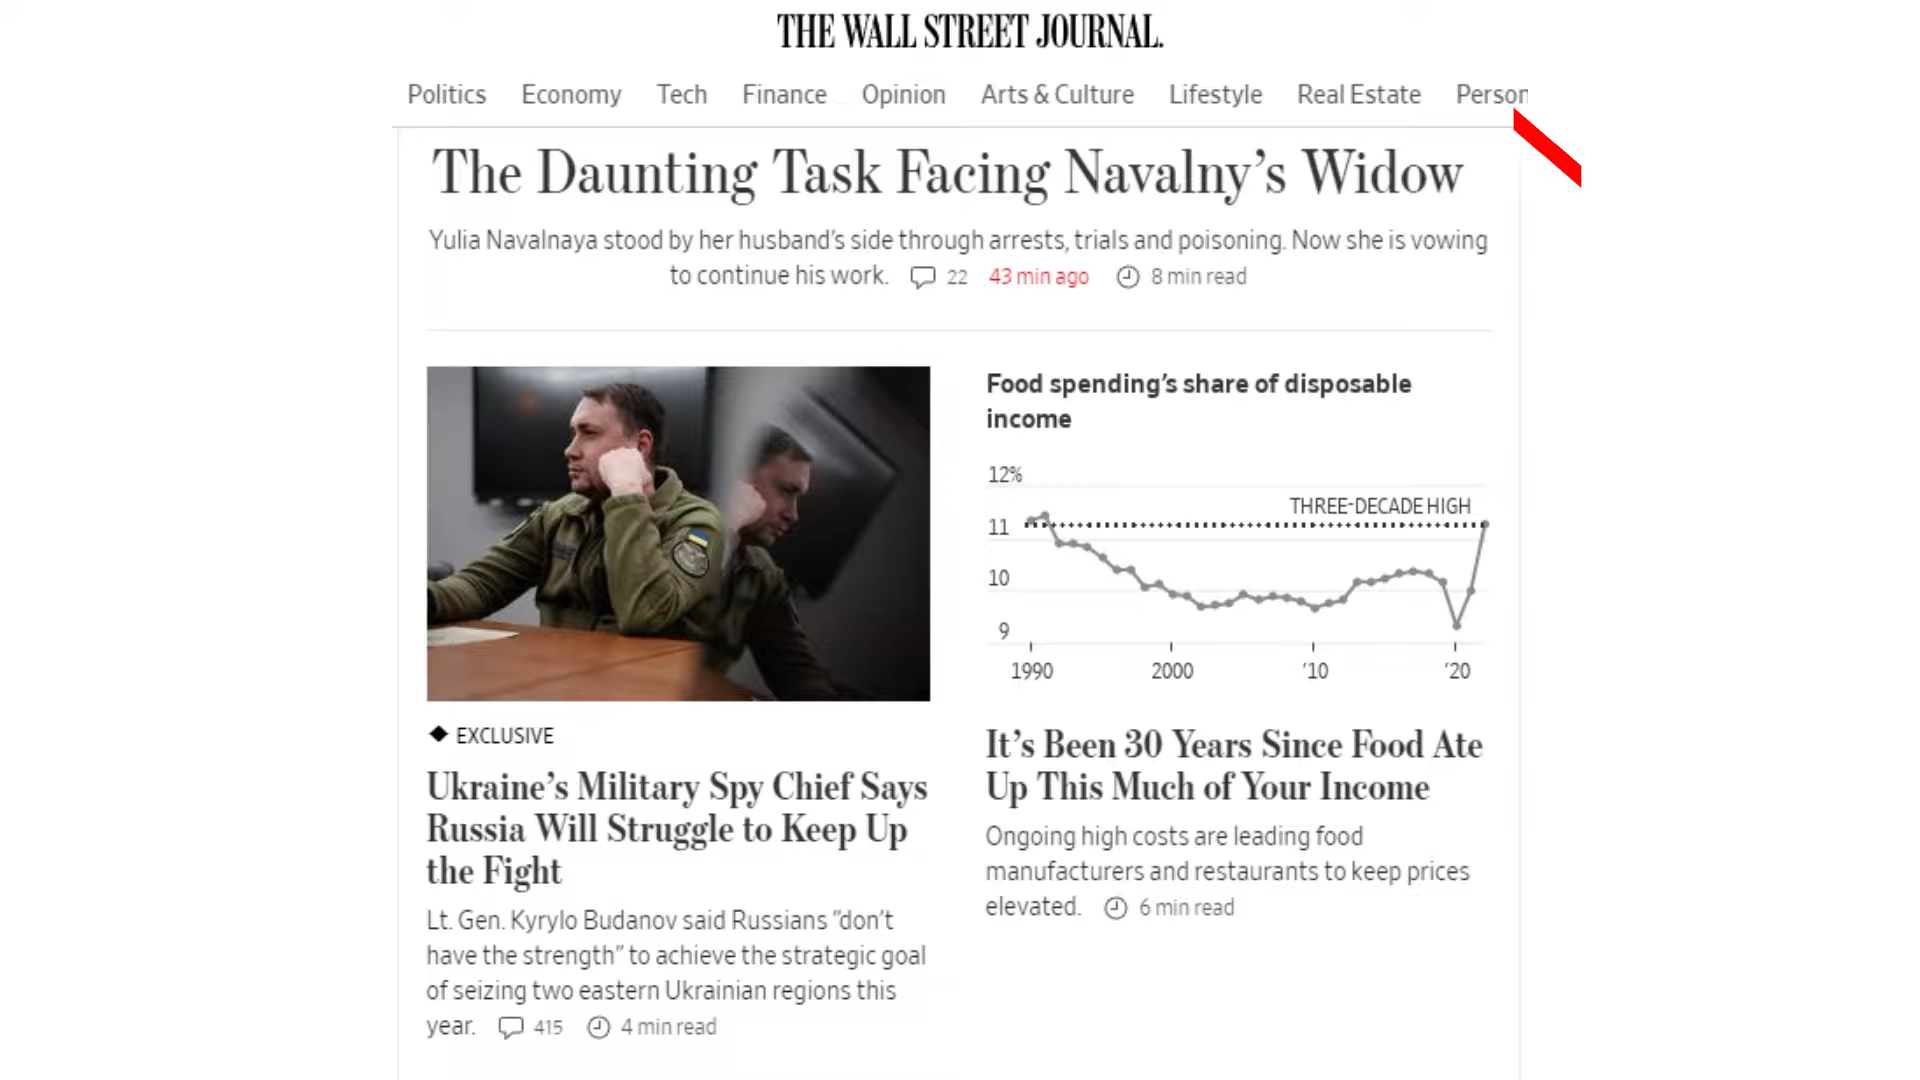 THE WALL STREET JOURNAL.
Politics Economy Tech Finance Opinion Arts & Culture Lifestyle Real Estate Person
The Daunting Task Facing Navalny’s Widow
Yulia Navalnaya stood by her husband’s side through arrests, trials and poisoning. Now she is vowing
to continue his work. 22 43 min ago 8 min read
EXCLUSIVE
Ukraine’s Military Spy Chief Says
Russia Will Struggle to Keep Up
the Fight
Lt. Gen. Kyrylo Budanov said Russians “don’t
have the strength” to achieve the strategic goal
of seizing two eastern Ukrainian regions this
year. 415 4 min read
Food spending’s share of disposable
income
12%
THREE-DECADE HIGH
11
10
9
1990 2000 ’10 ’20
It’s Been 30 Years Since Food Ate
Up This Much of Your Income
Ongoing high costs are leading food
manufacturers and restaurants to keep prices
elevated. 6 min read